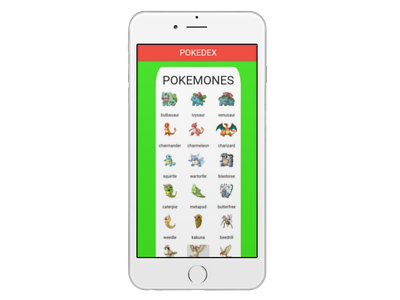 POKEDEX
POKEMONES
bulbasaur ivysaur venusaur
charmander charmeleon charizard
squirtle wartortle blastoise
caterpie metapod butterfree
weedle kakuna beedrill